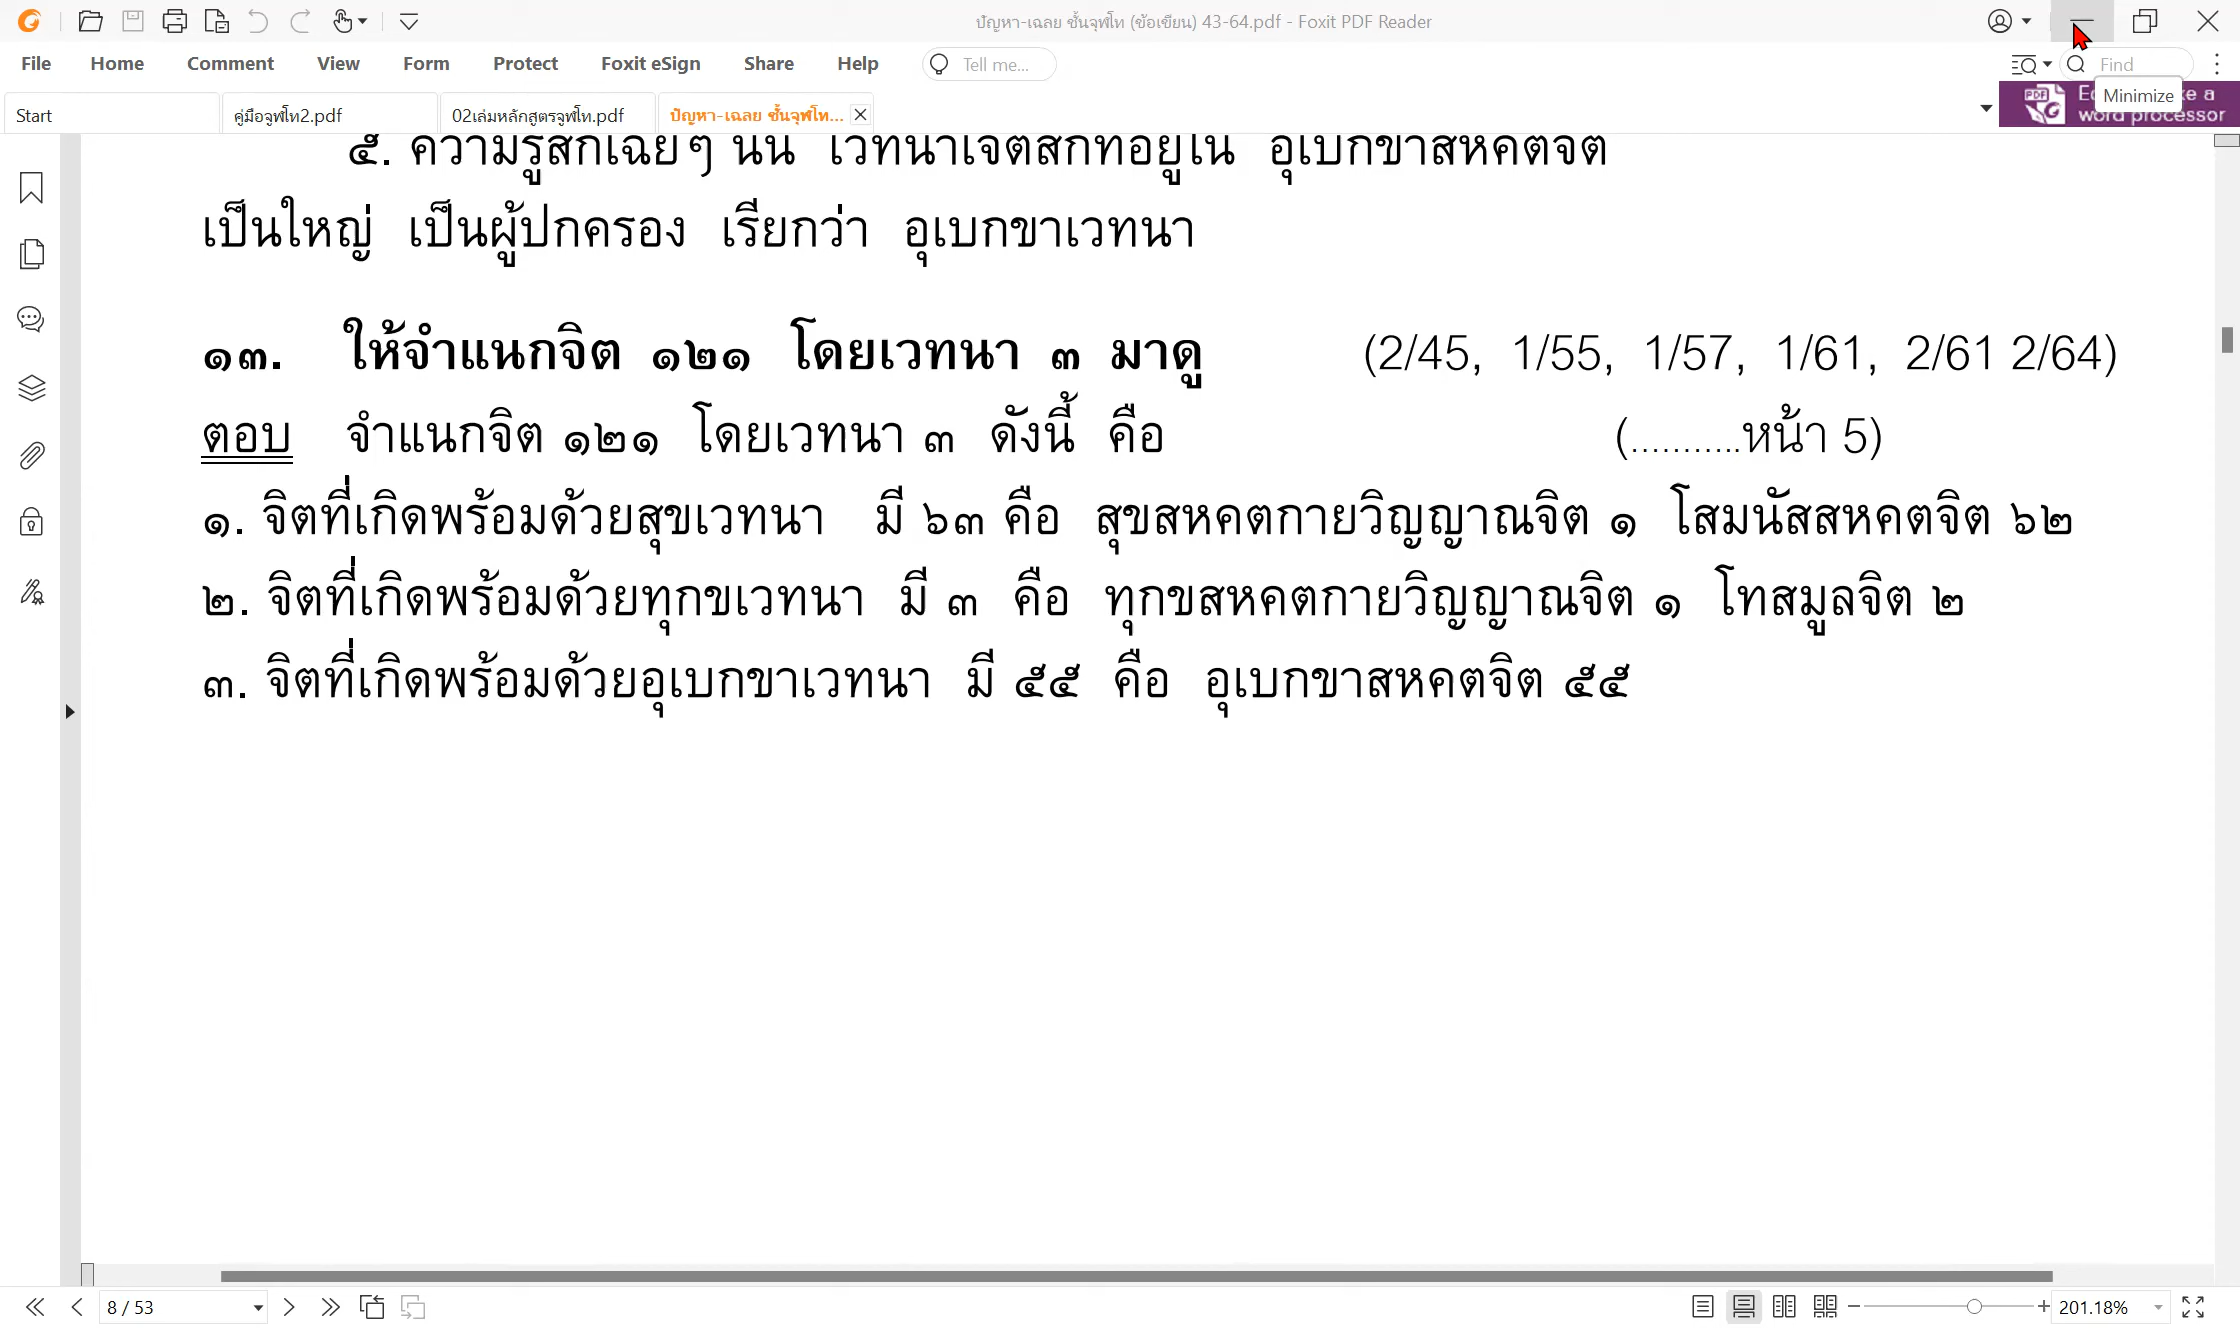 ปัญหา-เฉลย ชั้นจุฬโท (ข้อเขียน) 43-64.pdf - Foxit PDF Reader
File Home Comment View Form Protect Foxit eSign Share Help Tell me... Find
Minimize
Start คู่มือจูฬโท2.pdf 02เล่มหลักสูตรจูฬโท.pdf ปัญหา-เฉลย ชั้นจุฬโท...
word processor
๕. ความรู้สึกเฉยๆ นั้น เวทนาเจตสิกที่อยู่ใน อุเบกขาสหคตจิต
เป็นใหญ่ เป็นผู้ปกครอง เรียกว่า อุเบกขาเวทนา
๑๓. ให้จำแนกจิต ๑๒๑ โดยเวทนา ๓ มาดู (2/45, 1/55, 1/57, 1/61, 2/61 2/64)
ตอบ จำแนกจิต ๑๒๑ โดยเวทนา ๓ ดังนี้ คือ (...........หน้า 5)
๑. จิตที่เกิดพร้อมด้วยสุขเวทนา มี ๖๓ คือ สุขสหคตกายวิญญาณจิต ๑ โสมนัสสหคตจิต ๖๒
๒. จิตที่เกิดพร้อมด้วยทุกขเวทนา มี ๓ คือ ทุกขสหคตกายวิญญาณจิต ๑ โทสมูลจิต ๒
๓. จิตที่เกิดพร้อมด้วยอุเบกขาเวทนา มี ๕๕ คือ อุเบกขาสหคตจิต ๕๕
8 / 53 201.18%